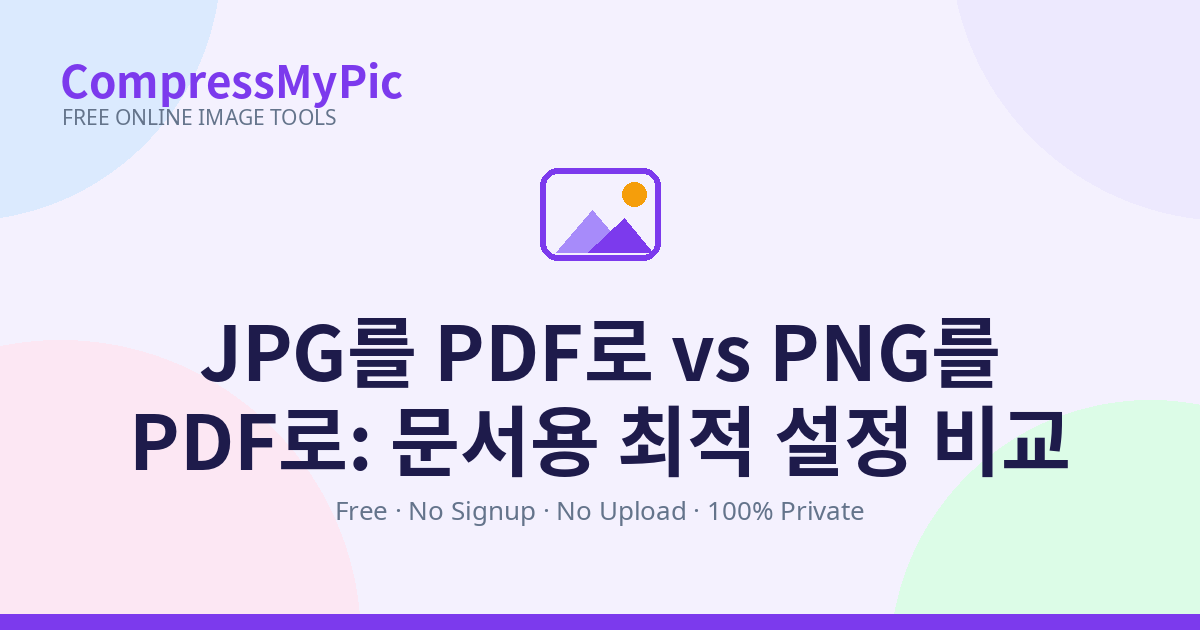 CompressMyPic
FREE ONLINE IMAGE TOOLS
JPG를 PDF로 vs PNG를
PDF로: 문서용 최적 설정 비교
Free · No Signup · No Upload · 100% Private